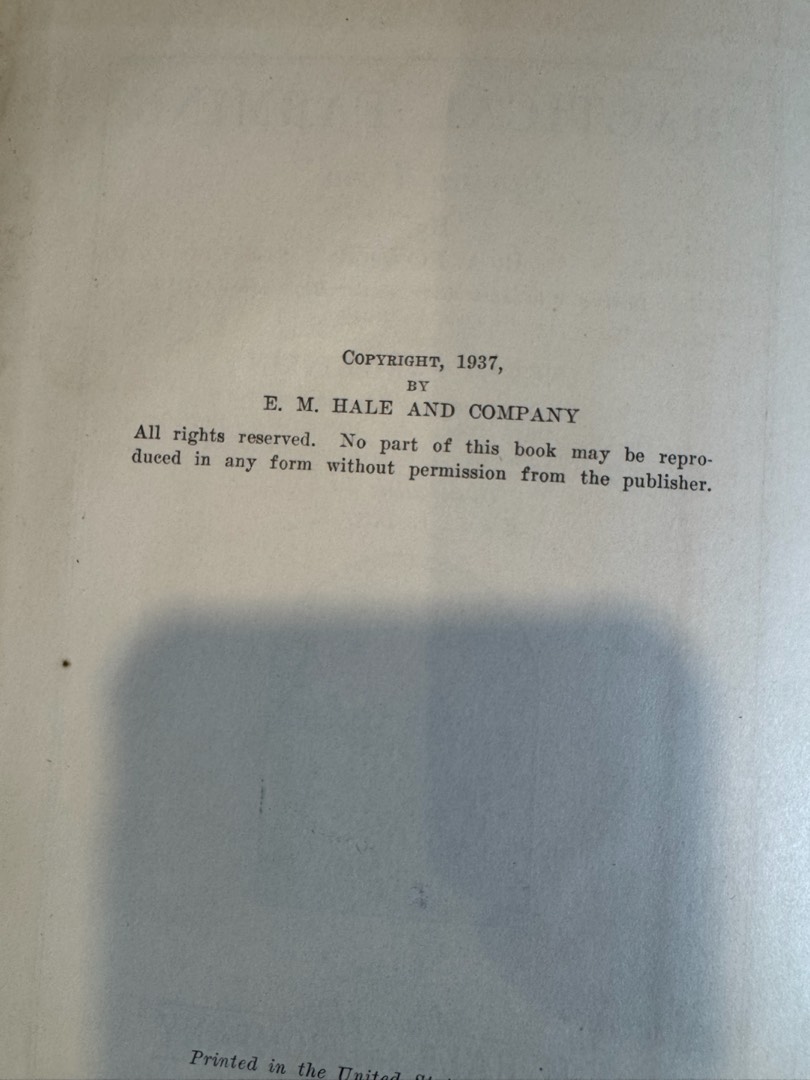 COPYRIGHT, 1937,
BY
E. M. HALE AND COMPANY
All rights reserved. No part of this book may be repro-
duced in any form without permission from the publisher.
Printed in the United